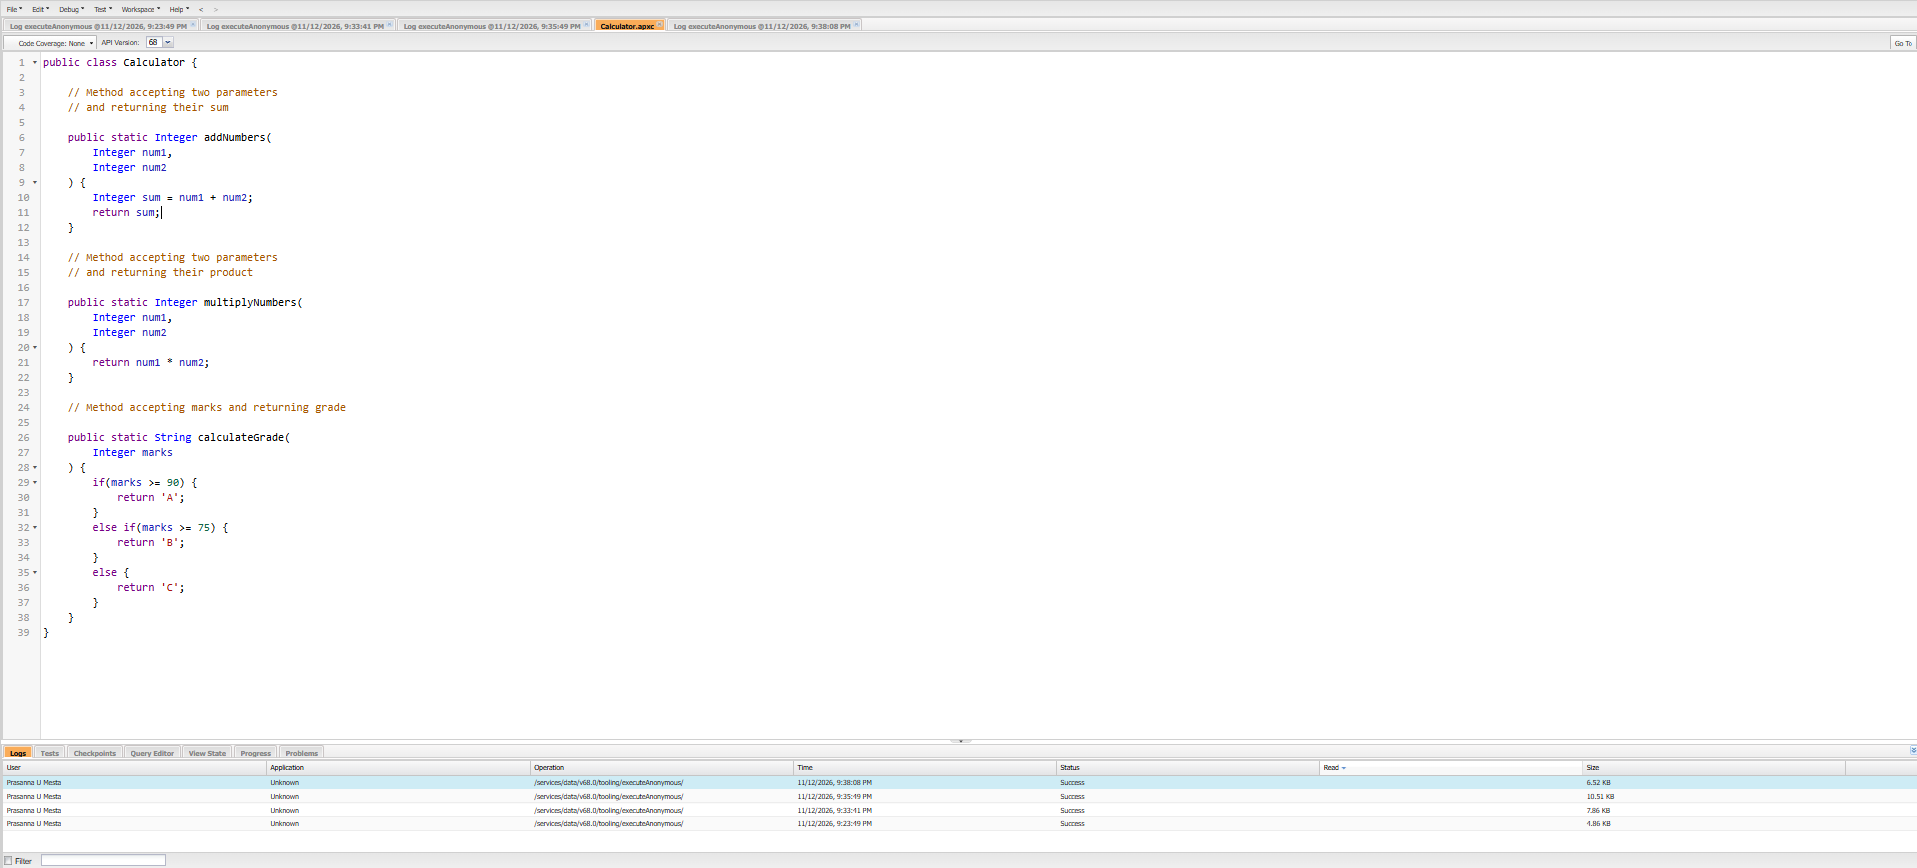 File Edit Debug Test Workspace Help < >
Log executeAnonymous @11/12/2026, 9:23:49 PM Log executeAnonymous @11/12/2026, 9:33:41 PM Log executeAnonymous @11/12/2026, 9:35:49 PM Calculator.apxc Log executeAnonymous @11/12/2026, 9:38:08 PM
Code Coverage: None API Version: 68 Go To
1 public class Calculator {
2
3 // Method accepting two parameters
4 // and returning their sum
5
6 public static Integer addNumbers(
7 Integer num1,
8 Integer num2
9 ) {
10 Integer sum = num1 + num2;
11 return sum;
12 }
13
14 // Method accepting two parameters
15 // and returning their product
16
17 public static Integer multiplyNumbers(
18 Integer num1,
19 Integer num2
20 ) {
21 return num1 * num2;
22 }
23
24 // Method accepting marks and returning grade
25
26 public static String calculateGrade(
27 Integer marks
28 ) {
29 if(marks >= 90) {
30 return 'A';
31 }
32 else if(marks >= 75) {
33 return 'B';
34 }
35 else {
36 return 'C';
37 }
38 }
39 }
Logs Tests Checkpoints Query Editor View State Progress Problems
User Application Operation Time Status Read Size
Prasanna U Mesta Unknown /services/data/v68.0/tooling/executeAnonymous/ 11/12/2026, 9:38:08 PM Success 6.52 KB
Prasanna U Mesta Unknown /services/data/v68.0/tooling/executeAnonymous/ 11/12/2026, 9:35:49 PM Success 10.51 KB
Prasanna U Mesta Unknown /services/data/v68.0/tooling/executeAnonymous/ 11/12/2026, 9:33:41 PM Success 7.86 KB
Prasanna U Mesta Unknown /services/data/v68.0/tooling/executeAnonymous/ 11/12/2026, 9:23:49 PM Success 4.86 KB
Filter